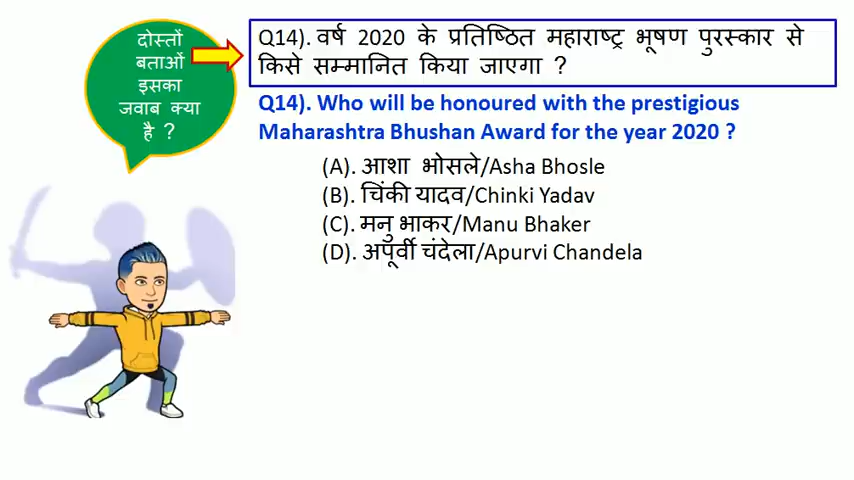 दोस्तों
बताओं
इसका
जवाब क्या
है ?
Q14). वर्ष 2020 के प्रतिष्ठित महाराष्ट्र भूषण पुरस्कार से
किसे सम्मानित किया जाएगा ?
Q14). Who will be honoured with the prestigious
Maharashtra Bhushan Award for the year 2020 ?
(A). आशा भोसले/Asha Bhosle
(B). चिंकी यादव/Chinki Yadav
(C). मनु भाकर/Manu Bhaker
(D). अपूर्वी चंदेला/Apurvi Chandela